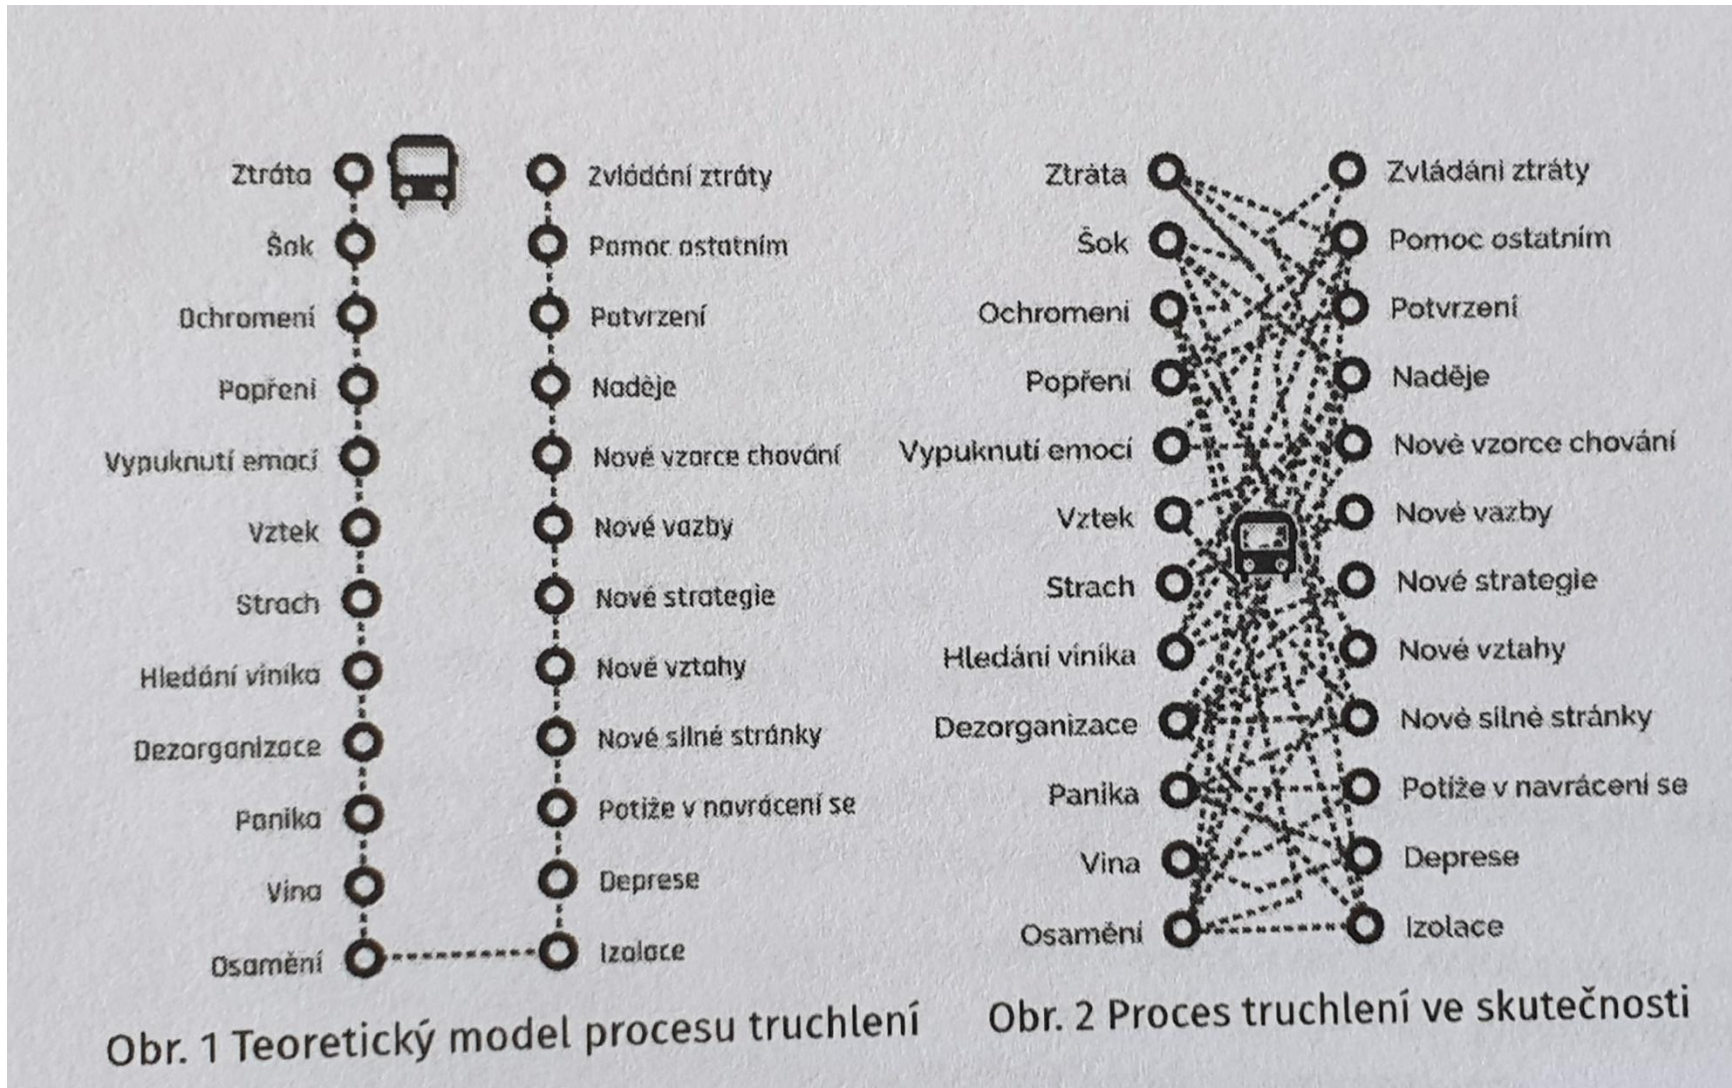 Ztráta
Šok
Ochromení
Popření
Vypuknutí emocí
Vztek
Strach
Hledání viníka
Dezorganizace
Panika
Vina
Osamění
Zvládání ztráty
Pomoc ostatním
Potvrzení
Naděje
Nové vzorce chování
Nové vazby
Nové strategie
Nové vztahy
Nové silné stránky
Potíže v navrácení se
Deprese
Izolace
Obr. 1 Teoretický model procesu truchlení
Ztráta
Šok
Ochromení
Popření
Vypuknutí emocí
Vztek
Strach
Hledání viníka
Dezorganizace
Panika
Vina
Osamění
Zvládání ztráty
Pomoc ostatním
Potvrzení
Naděje
Nové vzorce chování
Nové vazby
Nové strategie
Nové vztahy
Nové silné stránky
Potíže v navrácení se
Deprese
Izolace
Obr. 2 Proces truchlení ve skutečnosti